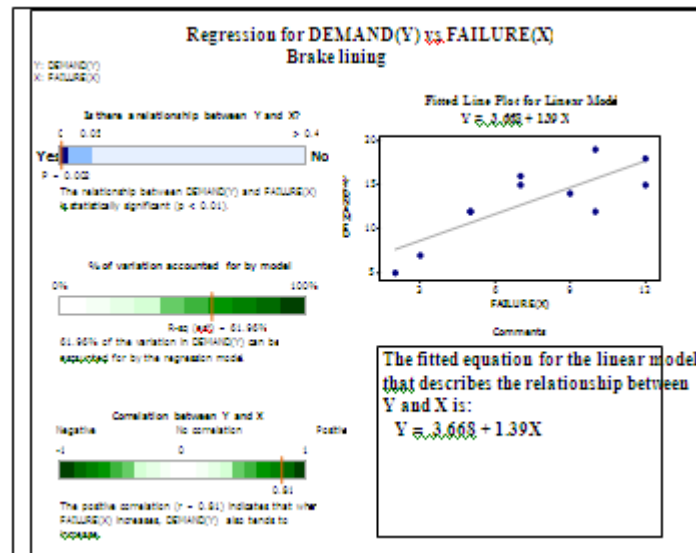 Regression for DEMAND(Y) vs FAILURE(X)
Brake lining
Y: DEMAND(Y)
X: FAILURE(X)
Is there a relationship between Y and X?
0 0.05 > 0.4
Yes No
P = 0.002
The relationship between DEMAND(Y) and FAILURE(X)
is statistically significant (p < 0.01).
% of variation accounted for by model
0% 100%
R-sq (adj) = 61.96%
61.96% of the variation in DEMAND(Y) can be
accounted for by the regression model
Correlation between Y and X
Negative No correlation Positive
-1 0 1
0.81
The positive correlation (r = 0.81) indicates that when
FAILURE(X) increases, DEMAND(Y) also tends to
increase.
Fitted Line Plot for Linear Model
Y = 3.668 + 1.39 X
20
15
10
5
3 6 9 12
FAILURE(X)
Comments
The fitted equation for the linear model
that describes the relationship between
Y and X is:
Y = 3.668 + 1.39X